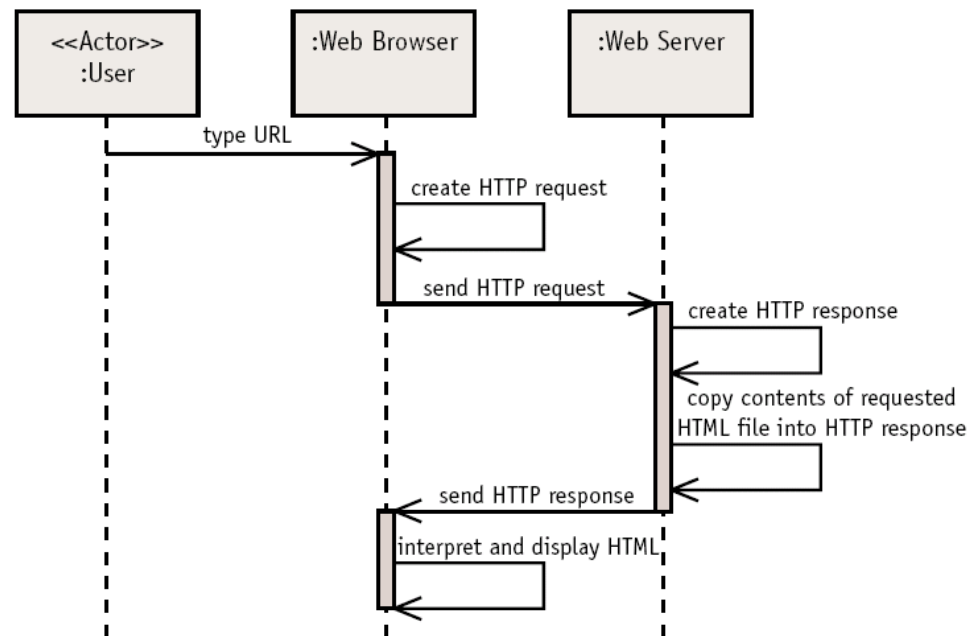 <<Actor>>
:User
:Web Browser
:Web Server
type URL
create HTTP request
send HTTP request
create HTTP response
copy contents of requested
HTML file into HTTP response
send HTTP response
interpret and display HTML